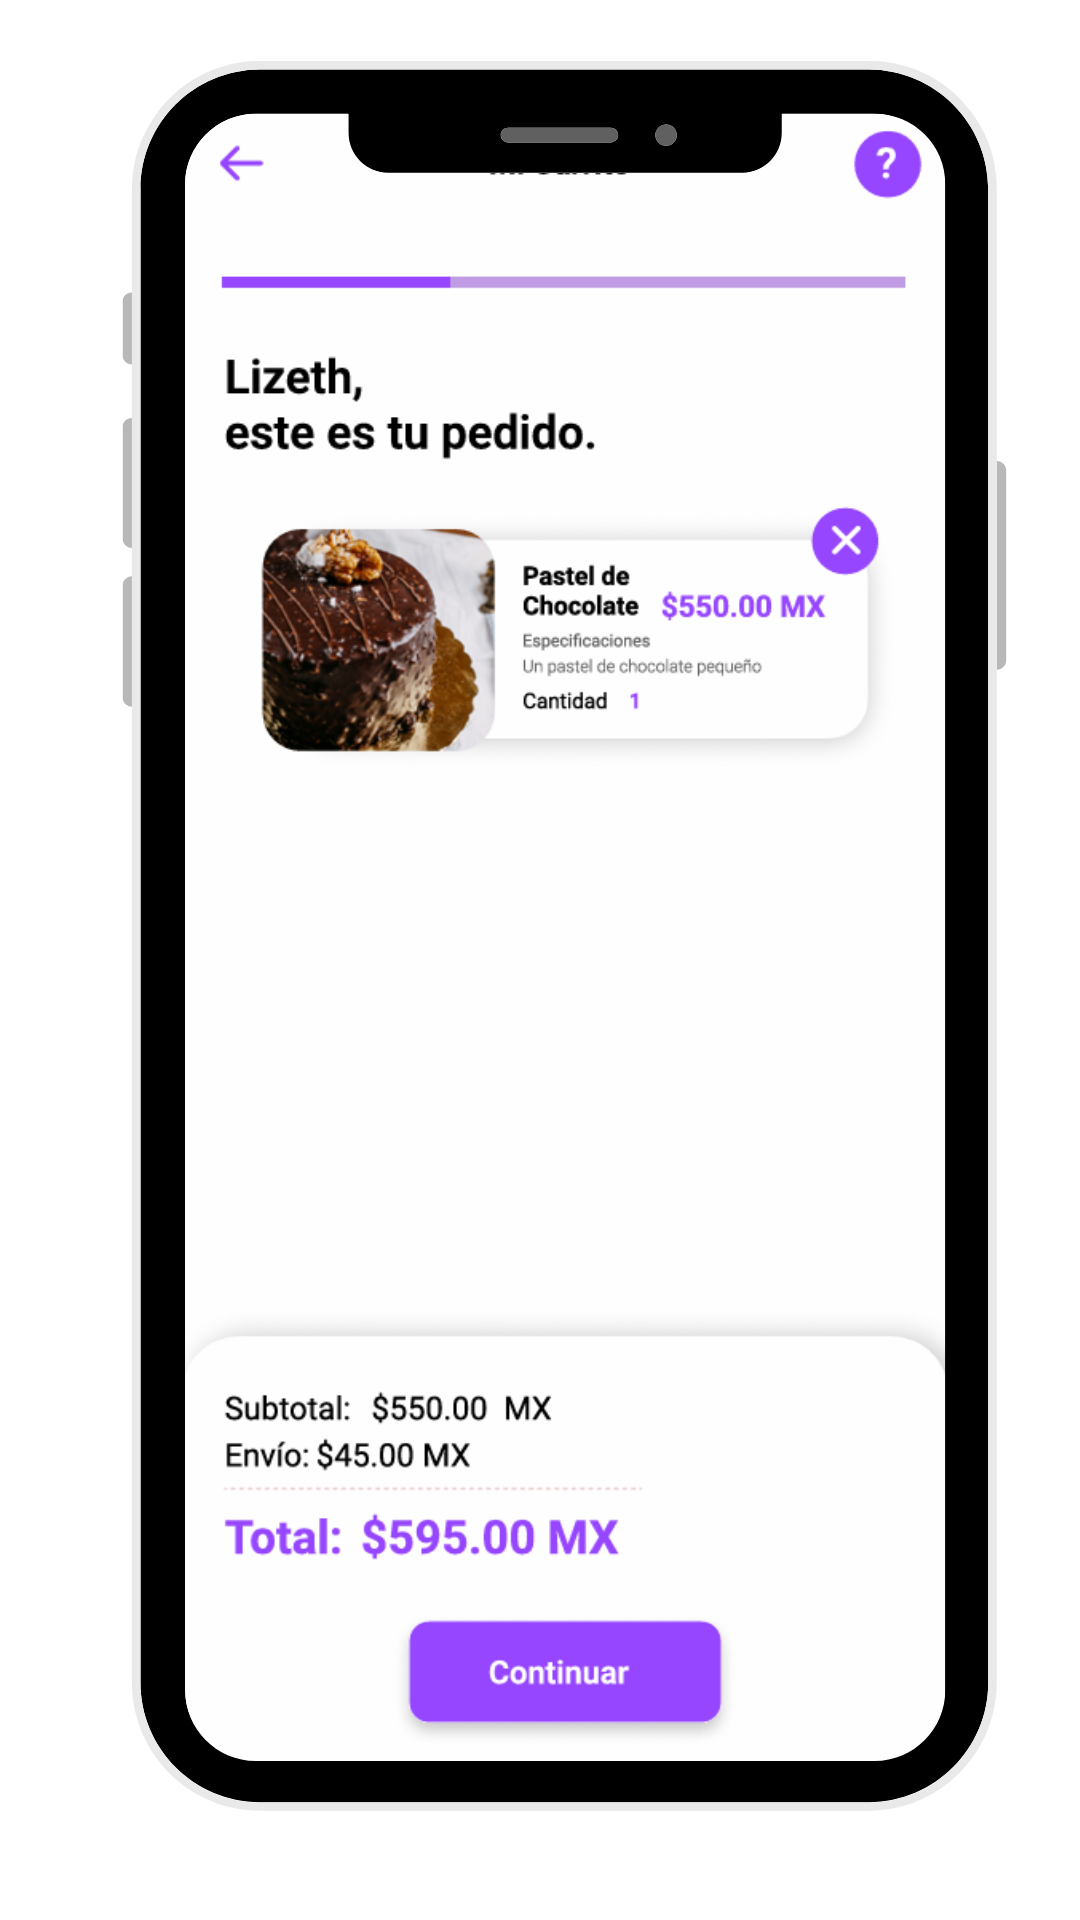 ?
Lizeth,
este es tu pedido.
Pastel de
Chocolate $550.00 MX
Especificaciones
Un pastel de chocolate pequeño
Cantidad 1
Subtotal: $550.00 MX
Envío: $45.00 MX
Total: $595.00 MX
Continuar